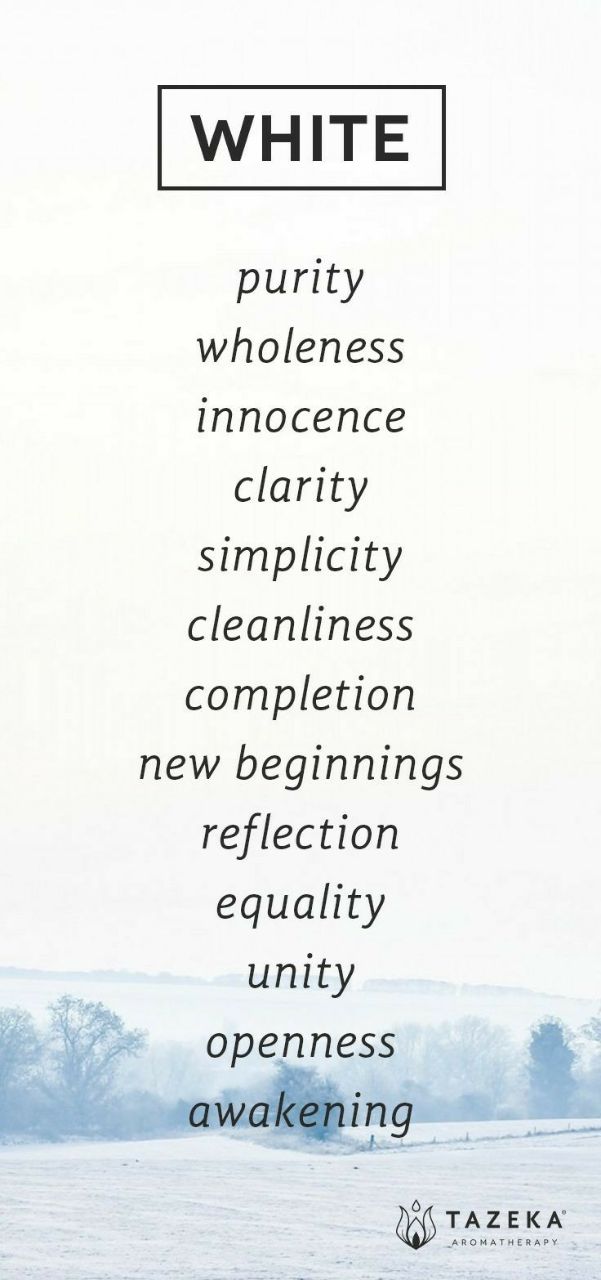 WHITE
purity
wholeness
innocence
clarity
simplicity
cleanliness
completion
new beginnings
reflection
equality
unity
openness
awakening
TAZEKA®
AROMATHERAPY